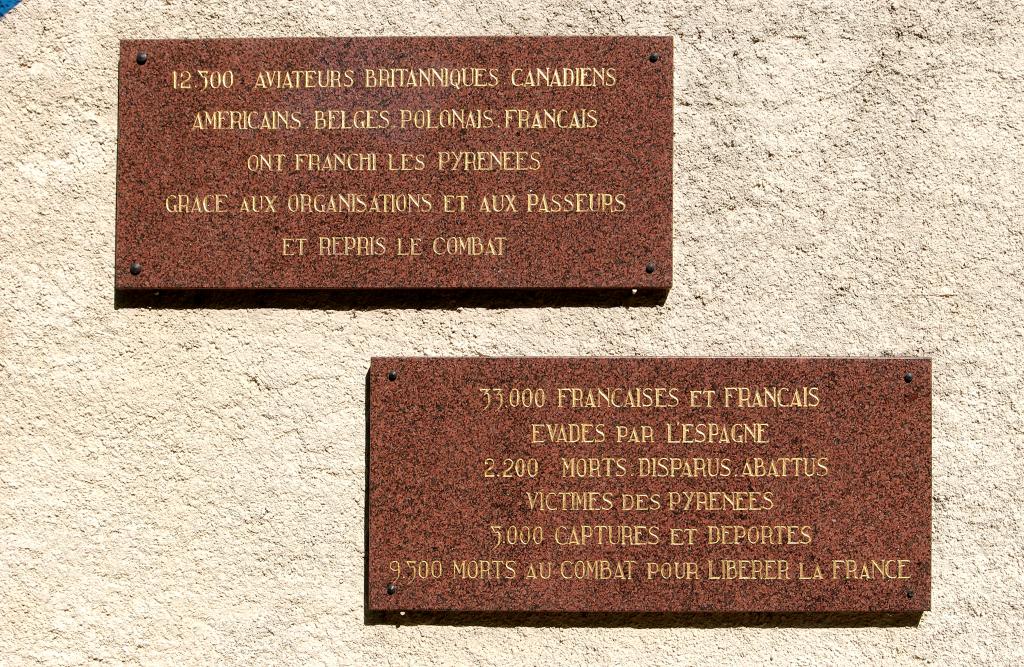 12.300 AVIATEURS BRITANNIQUES CANADIENS
AMERICAINS BELGES.POLONAIS.FRANCAIS
ONT FRANCHI LES PYRENEES
GRACE AUX ORGANISATIONS ET AUX PASSEURS
ET REPRIS LE COMBAT
33.000 FRANCAISES ET FRANCAIS
EVADES PAR L'ESPAGNE
2.200 MORTS.DISPARUS.ABATTUS
VICTIMES DES PYRENEES
3.000 CAPTURES ET DEPORTES
9.300 MORTS AU COMBAT POUR LIBERER LA FRANCE